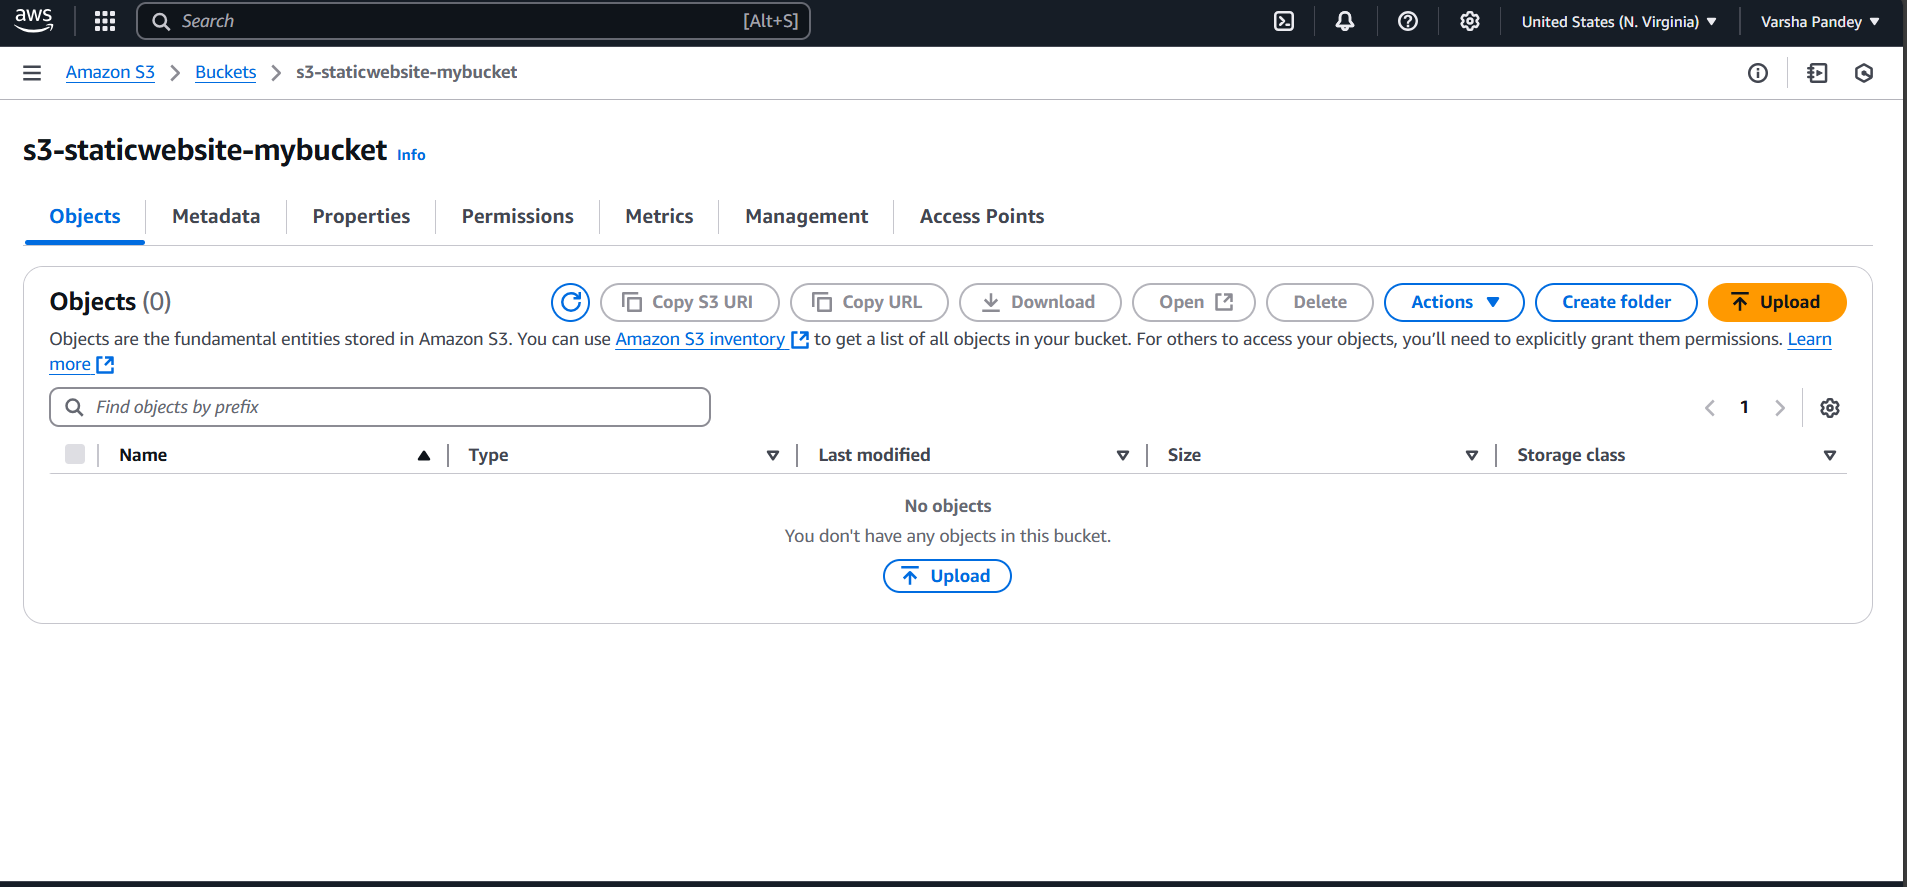 aws Search [Alt+S] United States (N. Virginia) Varsha Pandey
Amazon S3 Buckets s3-staticwebsite-mybucket
s3-staticwebsite-mybucket Info
Objects Metadata Properties Permissions Metrics Management Access Points
Objects (0) Copy S3 URI Copy URL Download Open Delete Actions Create folder Upload
Objects are the fundamental entities stored in Amazon S3. You can use Amazon S3 inventory to get a list of all objects in your bucket. For others to access your objects, you’ll need to explicitly grant them permissions. Learn
more
Find objects by prefix 1
Name Type Last modified Size Storage class
No objects
You don't have any objects in this bucket.
Upload